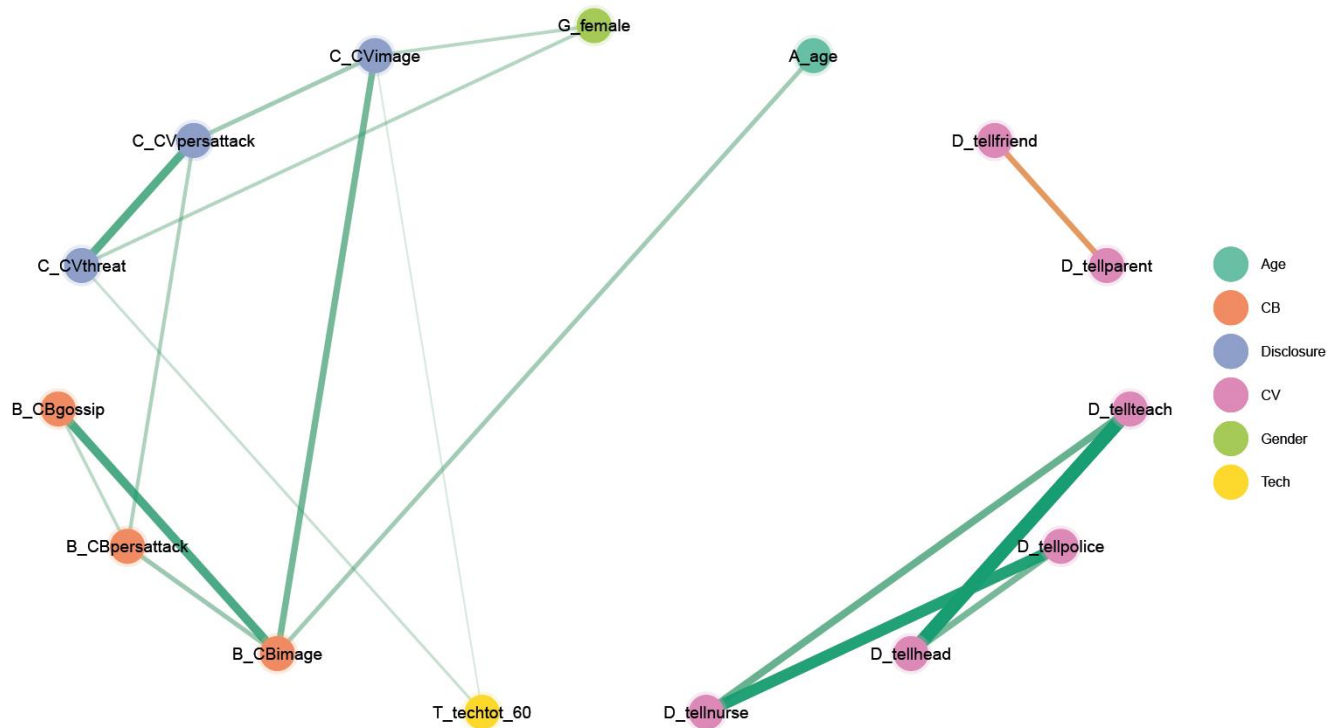 G_female
C_CVimage
A_age
C_CVpersattack
D_tellfriend
C_CVthreat
D_tellparent
B_CBgossip
D_tellteach
B_CBpersattack
D_tellpolice
B_CBimage
D_tellhead
T_techtot_60
D_tellnurse
Age
CB
Disclosure
CV
Gender
Tech